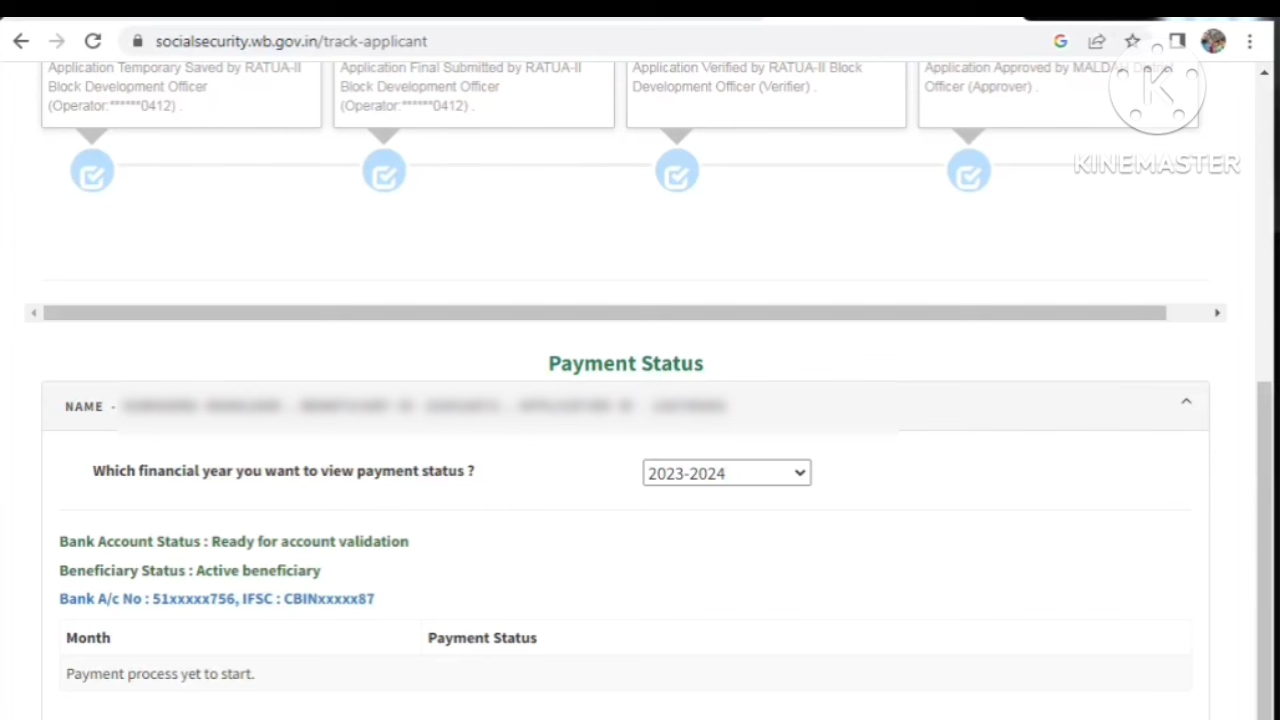 socialsecurity.wb.gov.in/track-applicant
Application Temporary Saved by RATUA-II
Block Development Officer
(Operator:******0412) .
Application Final Submitted by RATUA-II
Block Development Officer
(Operator:******0412) .
Application Verified by RATUA-II Block
Development Officer (Verifier) .
Application Approved by MALDAH District
Officer (Approver) .
K
KINEMASTER
Payment Status
NAME -
Which financial year you want to view payment status ?
2023-2024
Bank Account Status : Ready for account validation
Beneficiary Status : Active beneficiary
Bank A/c No : 51xxxxx756, IFSC : CBINxxxxx87
Month
Payment Status
Payment process yet to start.